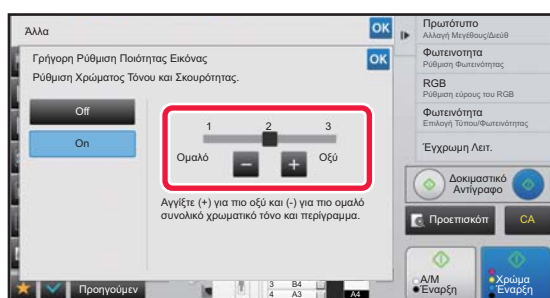 Άλλα
OK
Γρήγορη Ρύθμιση Ποιότητας Εικόνας
OK
Ρύθμιση Χρώματος Τόνου και Σκουρότητας.
Off
On
1 2 3
Ομαλό
Οξύ
Αγγίξτε (+) για πιο οξύ και (-) για πιο ομαλό
συνολικό χρωματικό τόνο και περίγραμμα.
Προηγούμεν
3 B4
4 A3
A4
Πρωτότυπο
Αλλαγή Μεγέθους/Διεύθ
Φωτεινοτητα
Ρύθμιση Φωτεινότητας
RGB
Ρύθμιση εύρους του RGB
Φωτεινότητα
Επιλογή Τύπου/Φωτεινότητας
Έγχρωμη Λειτ.
Δοκιμαστικό
Αντίγραφο
Προεπισκόπ
CA
Α/Μ
Έναρξη
Χρώμα
Έναρξη